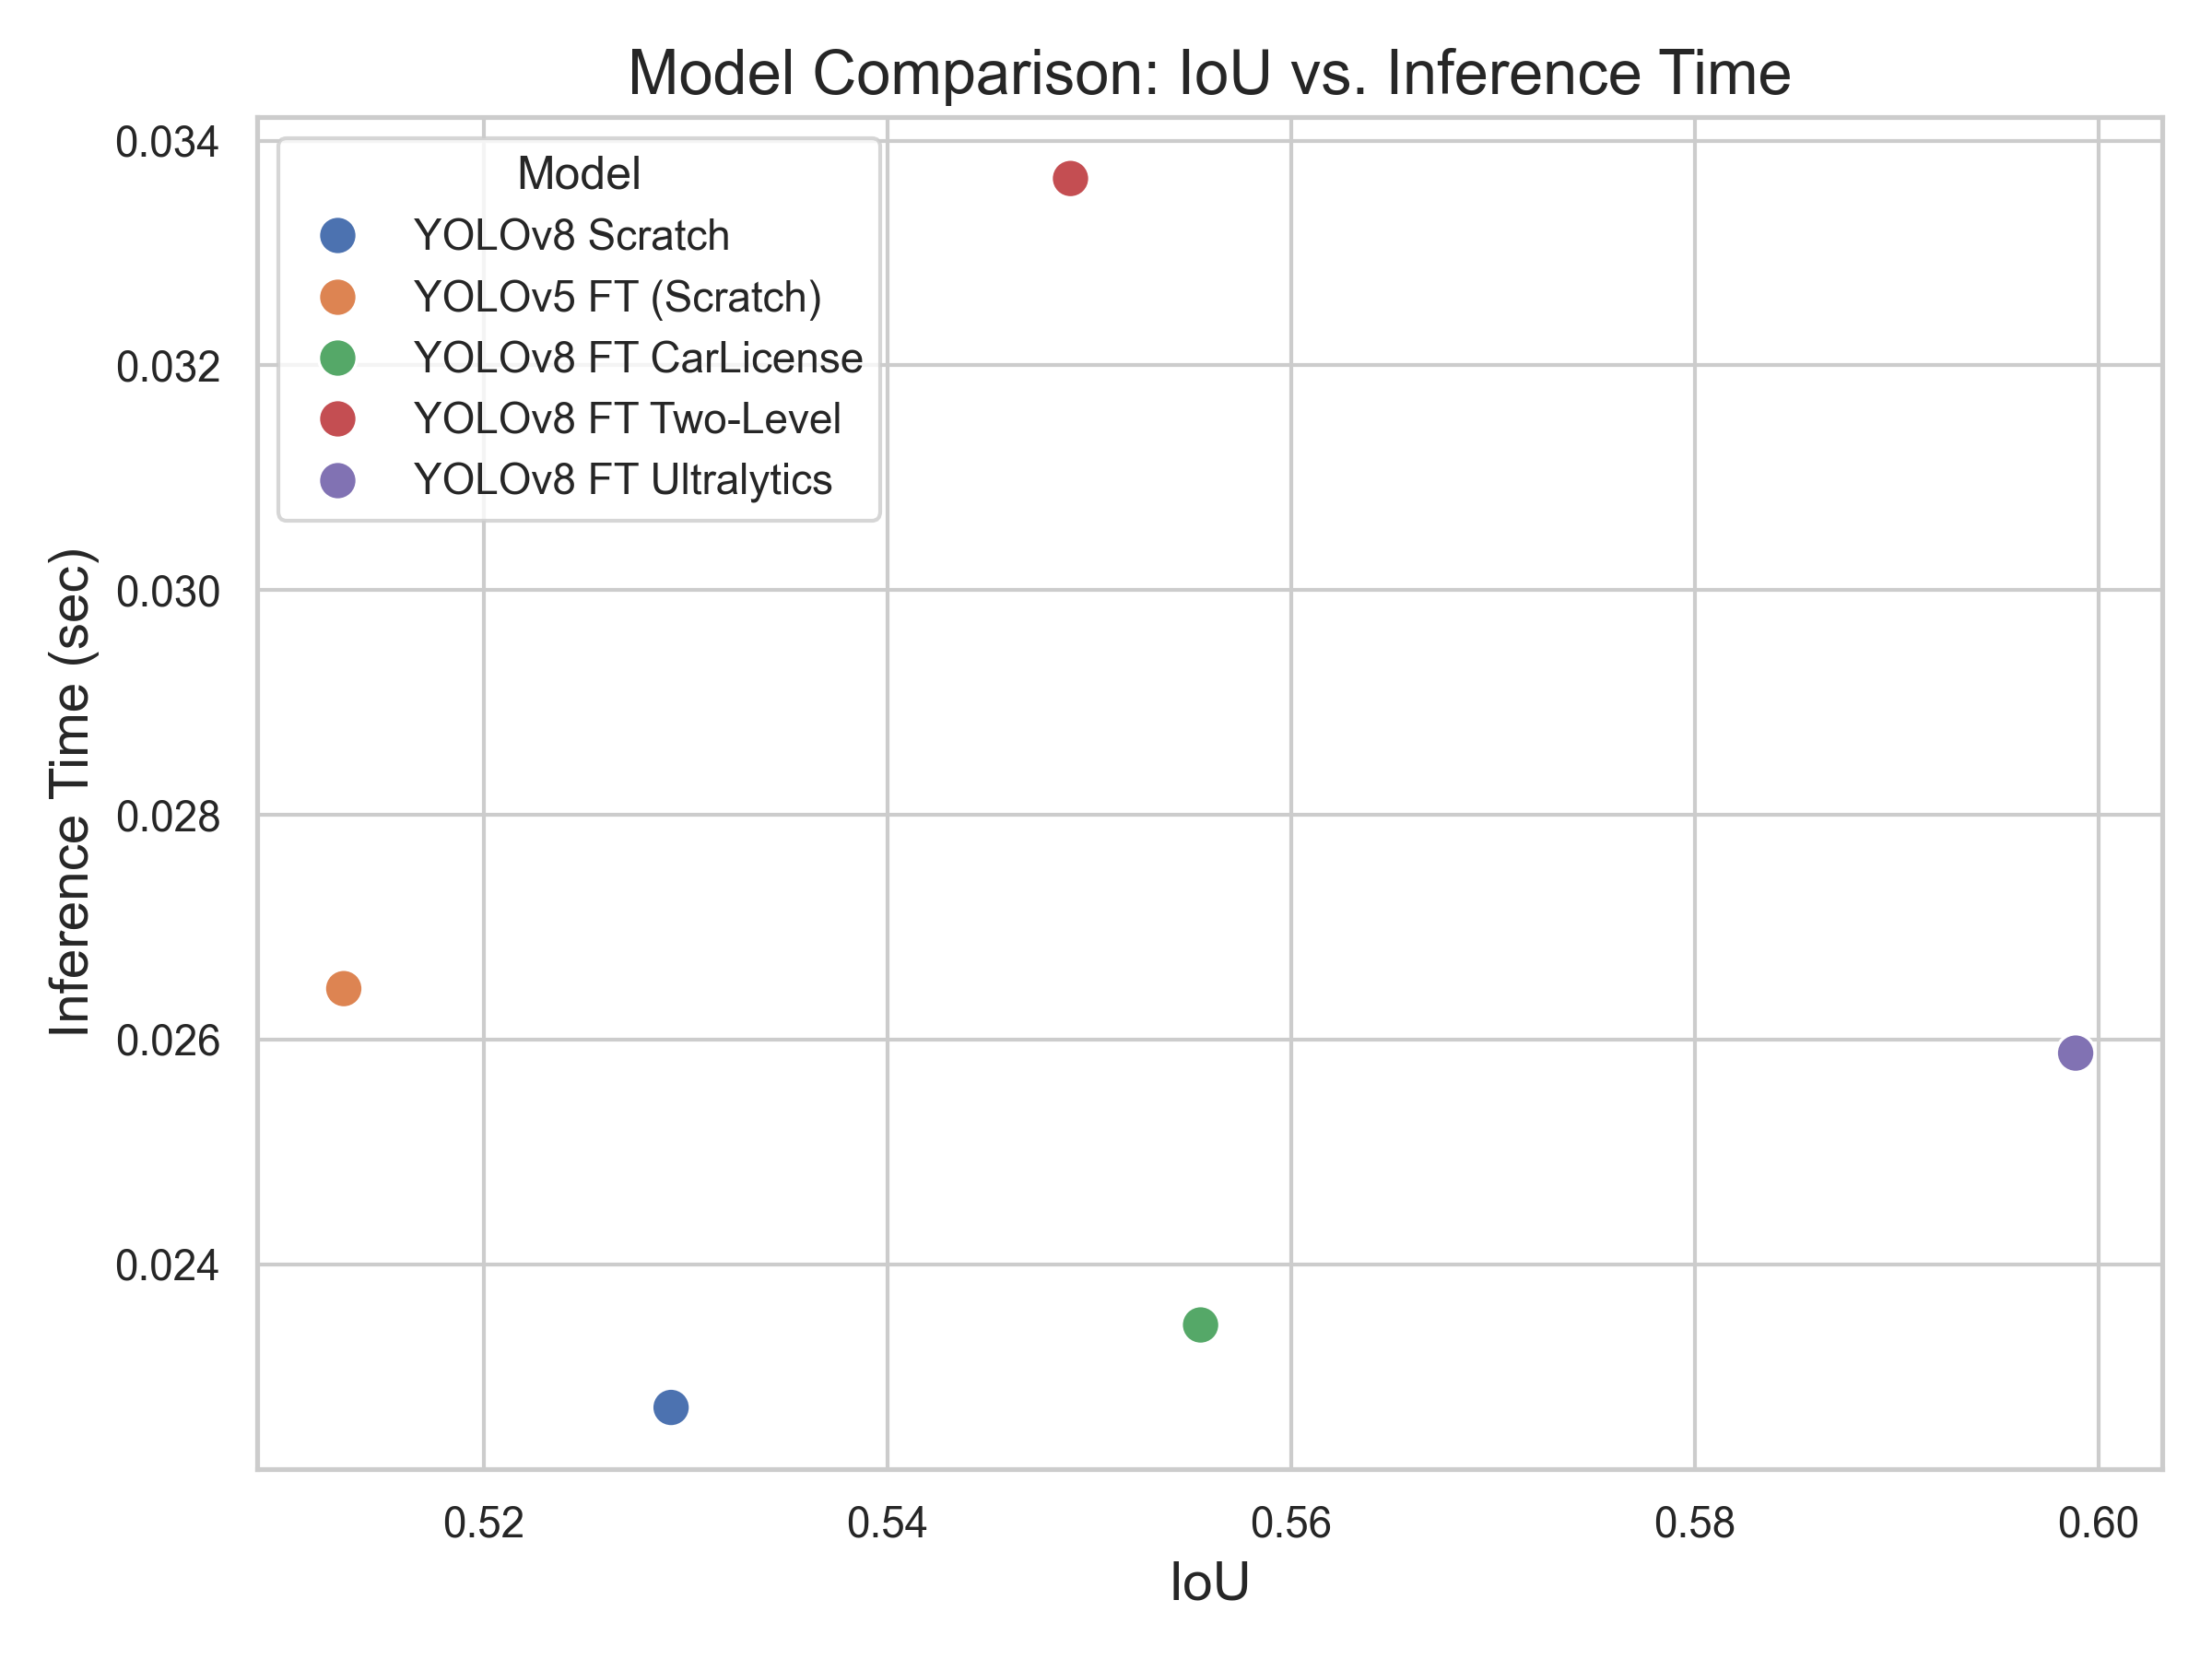 Model Comparison: IoU vs. Inference Time
0.034
0.032
0.030
0.028
0.026
0.024
Inference Time (sec)
Model
YOLOv8 Scratch
YOLOv5 FT (Scratch)
YOLOv8 FT CarLicense
YOLOv8 FT Two-Level
YOLOv8 FT Ultralytics
0.52 0.54 0.56 0.58 0.60
IoU